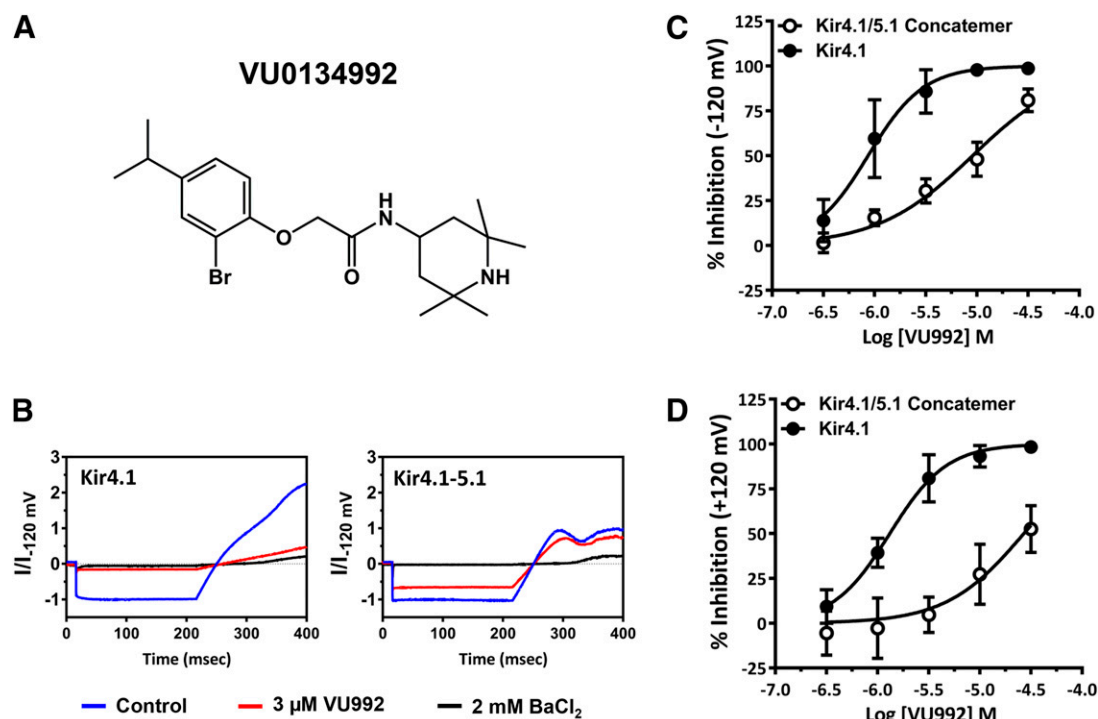 A
VU0134992
Br
O
O
H
N
NH
B
Kir4.1
I/I-120 mV
3
2
1
0
-1
0 100 200 300 400
Time (msec)
Kir4.1-5.1
I/I-120 mV
3
2
1
0
-1
0 100 200 300 400
Time (msec)
Control
3 µM VU992
2 mM BaCl₂
C
Kir4.1/5.1 Concatemer
Kir4.1
% Inhibition (-120 mV)
125
100
75
50
25
0
-25
-7.0 -6.5 -6.0 -5.5 -5.0 -4.5 -4.0
Log [VU992] M
D
Kir4.1/5.1 Concatemer
Kir4.1
% Inhibition (+120 mV)
125
100
75
50
25
0
-25
-7.0 -6.5 -6.0 -5.5 -5.0 -4.5 -4.0
Log [VU992] M